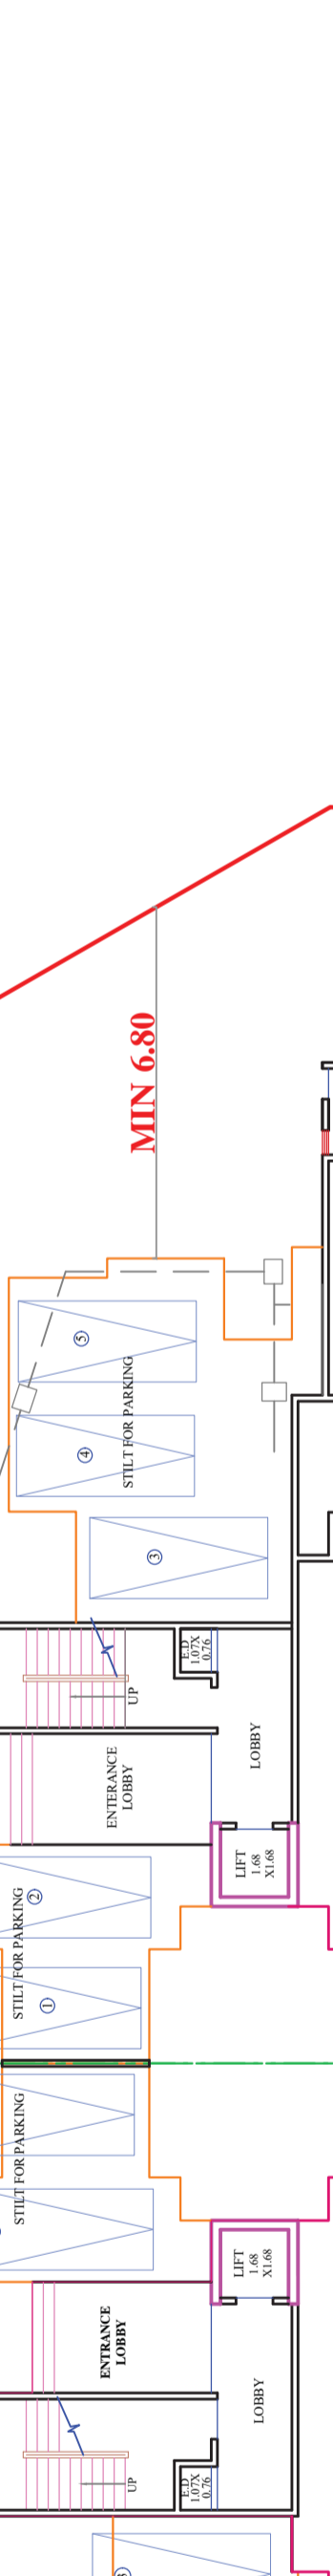 MIN 6.80
5
STILT FOR PARKING
4
3
E.D
1.07X
0.76
UP
ENTERANCE
LOBBY
LOBBY
LIFT
1.68
X1.68
2
STILT FOR PARKING
1
STILT FOR PARKING
LIFT
1.68
X1.68
ENTRANCE
LOBBY
LOBBY
UP
E.D
1.07X
0.76